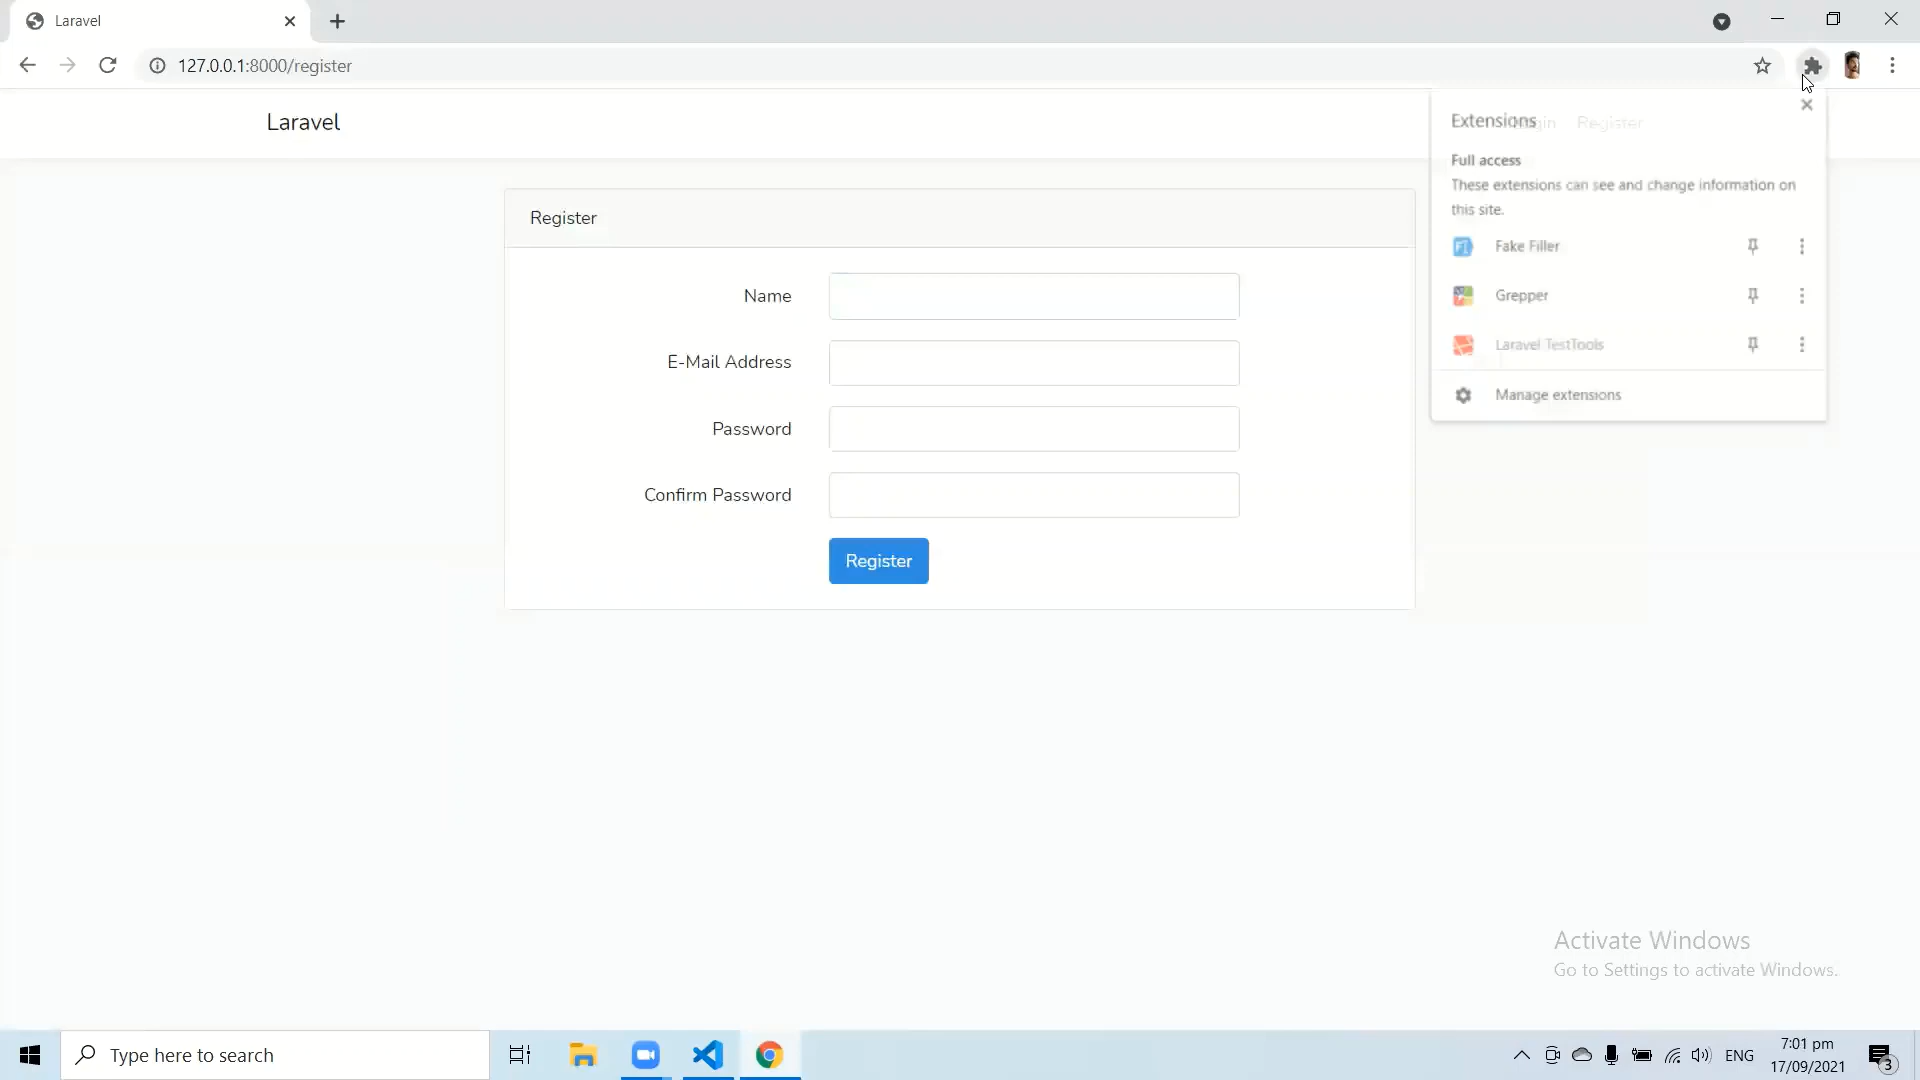 Laravel
127.0.0.1:8000/register
Laravel
Extensions
Register
Full access
These extensions can see and change information on
this site.
Fake Filler
Grepper
Laravel TestTools
Manage extensions
Register
Name
E-Mail Address
Password
Confirm Password
Register
Activate Windows
Go to Settings to activate Windows.
Type here to search
ENG
7:01 pm
17/09/2021
3